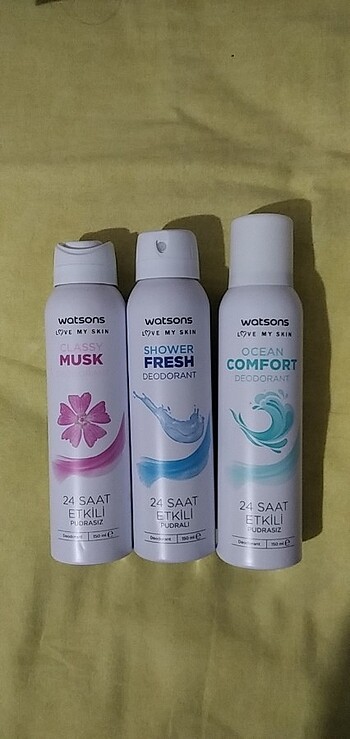 watsons
LOVE MY SKIN
CLASSY
MUSK
24 SAAT
ETKİLİ
PUDRASIZ
Deodorant 150 ml e
watsons
LOVE MY SKIN
SHOWER
FRESH
DEODORANT
24 SAAT
ETKİLİ
PUDRALI
Deodorant 150 ml e
watsons
LOVE MY SKIN
OCEAN
COMFORT
DEODORANT
24 SAAT
ETKİLİ
PUDRASIZ
Deodorant 150 ml e